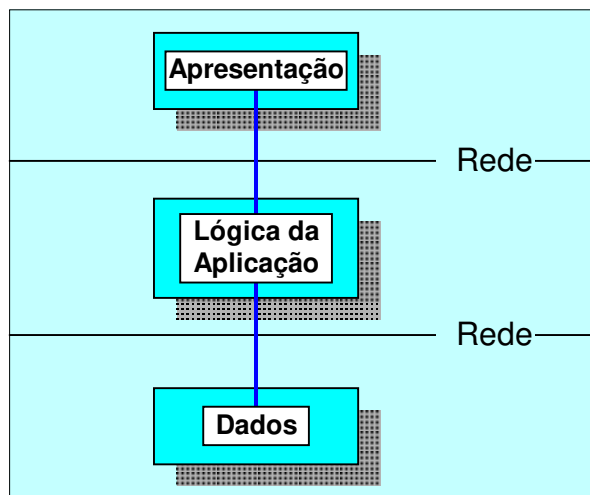 Apresentação
Rede
Lógica da
Aplicação
Rede
Dados